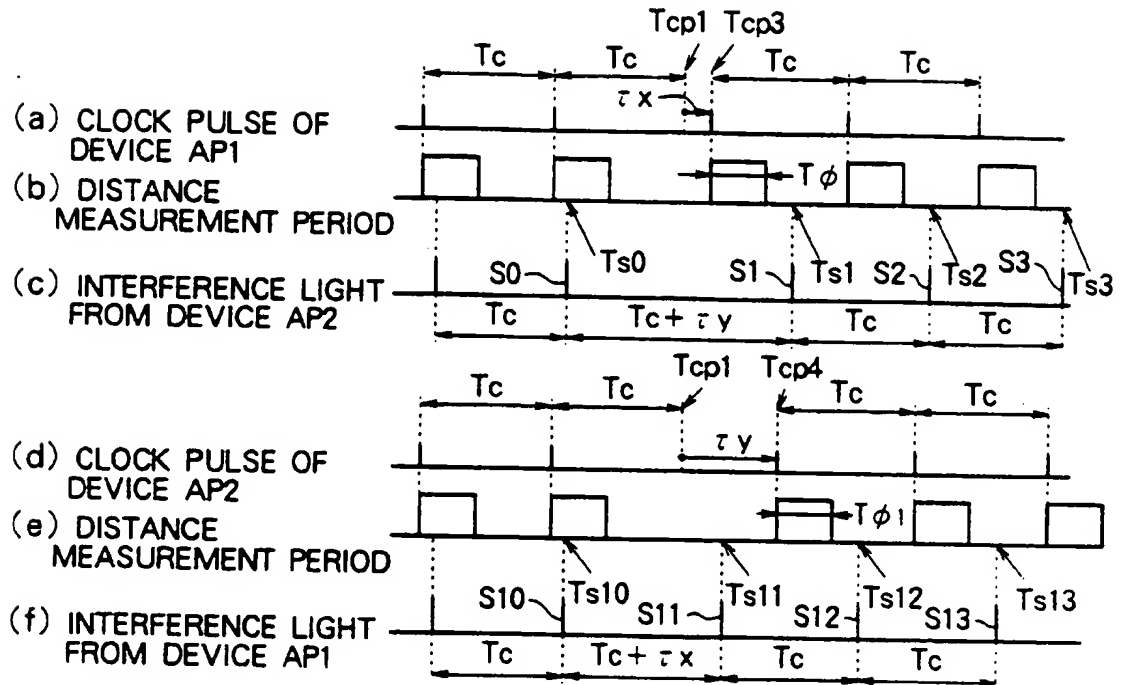 Tcp1 Tcp3
Tc Tc Tc Tc
τx
(a) CLOCK PULSE OF
DEVICE AP1
(b) DISTANCE
MEASUREMENT PERIOD
Tϕ
Ts0 Ts1 Ts2 Ts3
S0 S1 S2 S3
(c) INTERFERENCE LIGHT
FROM DEVICE AP2
Tc Tc+τy Tc Tc
Tcp1 Tcp4
Tc Tc Tc Tc
τy
(d) CLOCK PULSE OF
DEVICE AP2
(e) DISTANCE
MEASUREMENT PERIOD
Tϕ1
Ts10 Ts11 Ts12 Ts13
S10 S11 S12 S13
(f) INTERFERENCE LIGHT
FROM DEVICE AP1
Tc Tc+τx Tc Tc